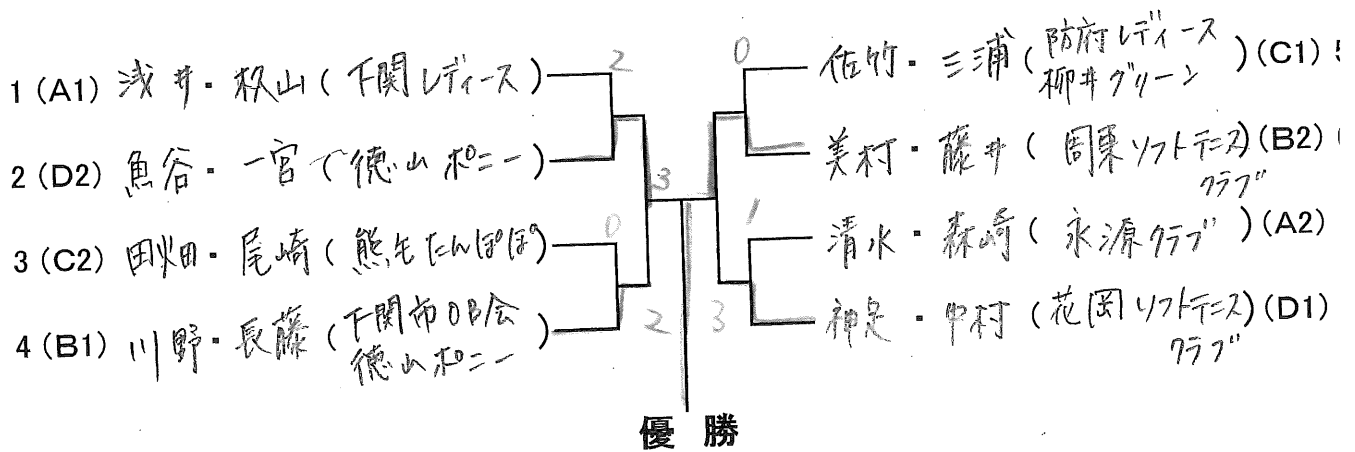 1 (A1) 浅井・杉山 (下関レディース)
2 (D2) 魚谷・一宮 (徳山ポニー)
3 (C2) 田畑・尾崎 (熊毛たんぽぽ)
4 (B1) 川野・長藤 (下関市OB会
徳山ポニー)
2
0
3
2
0
1
3
佐竹・三浦 (防府レディース
柳井グリーン) (C1)
美村・藤井 (周東ソフトテニス
クラブ) (B2)
清水・森崎 (永源クラブ) (A2)
神足・中村 (花岡ソフトテニス
クラブ) (D1)
優勝